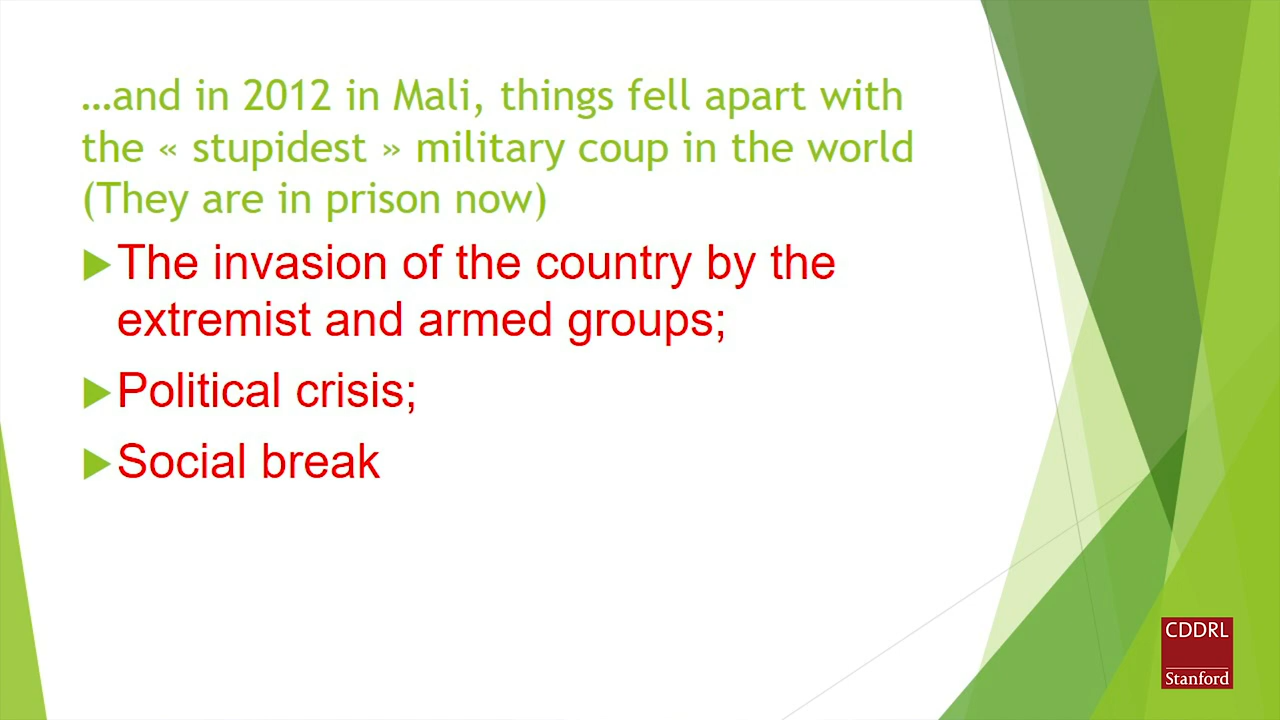 …and in 2012 in Mali, things fell apart with
the « stupidest » military coup in the world
(They are in prison now)
The invasion of the country by the
extremist and armed groups;
Political crisis;
Social break
CDDRL
Stanford